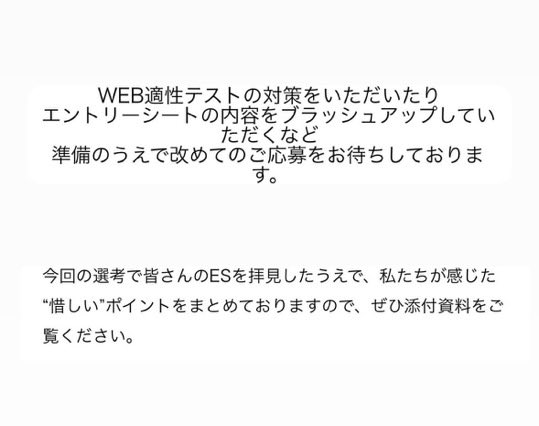 WEB適性テストの対策をいただいたり
エントリーシートの内容をブラッシュアップしてい
ただくなど
準備のうえで改めてのご応募をお待ちしておりま
す。
今回の選考で皆さんのESを拝見したうえで、私たちが感じた
“惜しい”ポイントをまとめておりますので、ぜひ添付資料をご
覧ください。